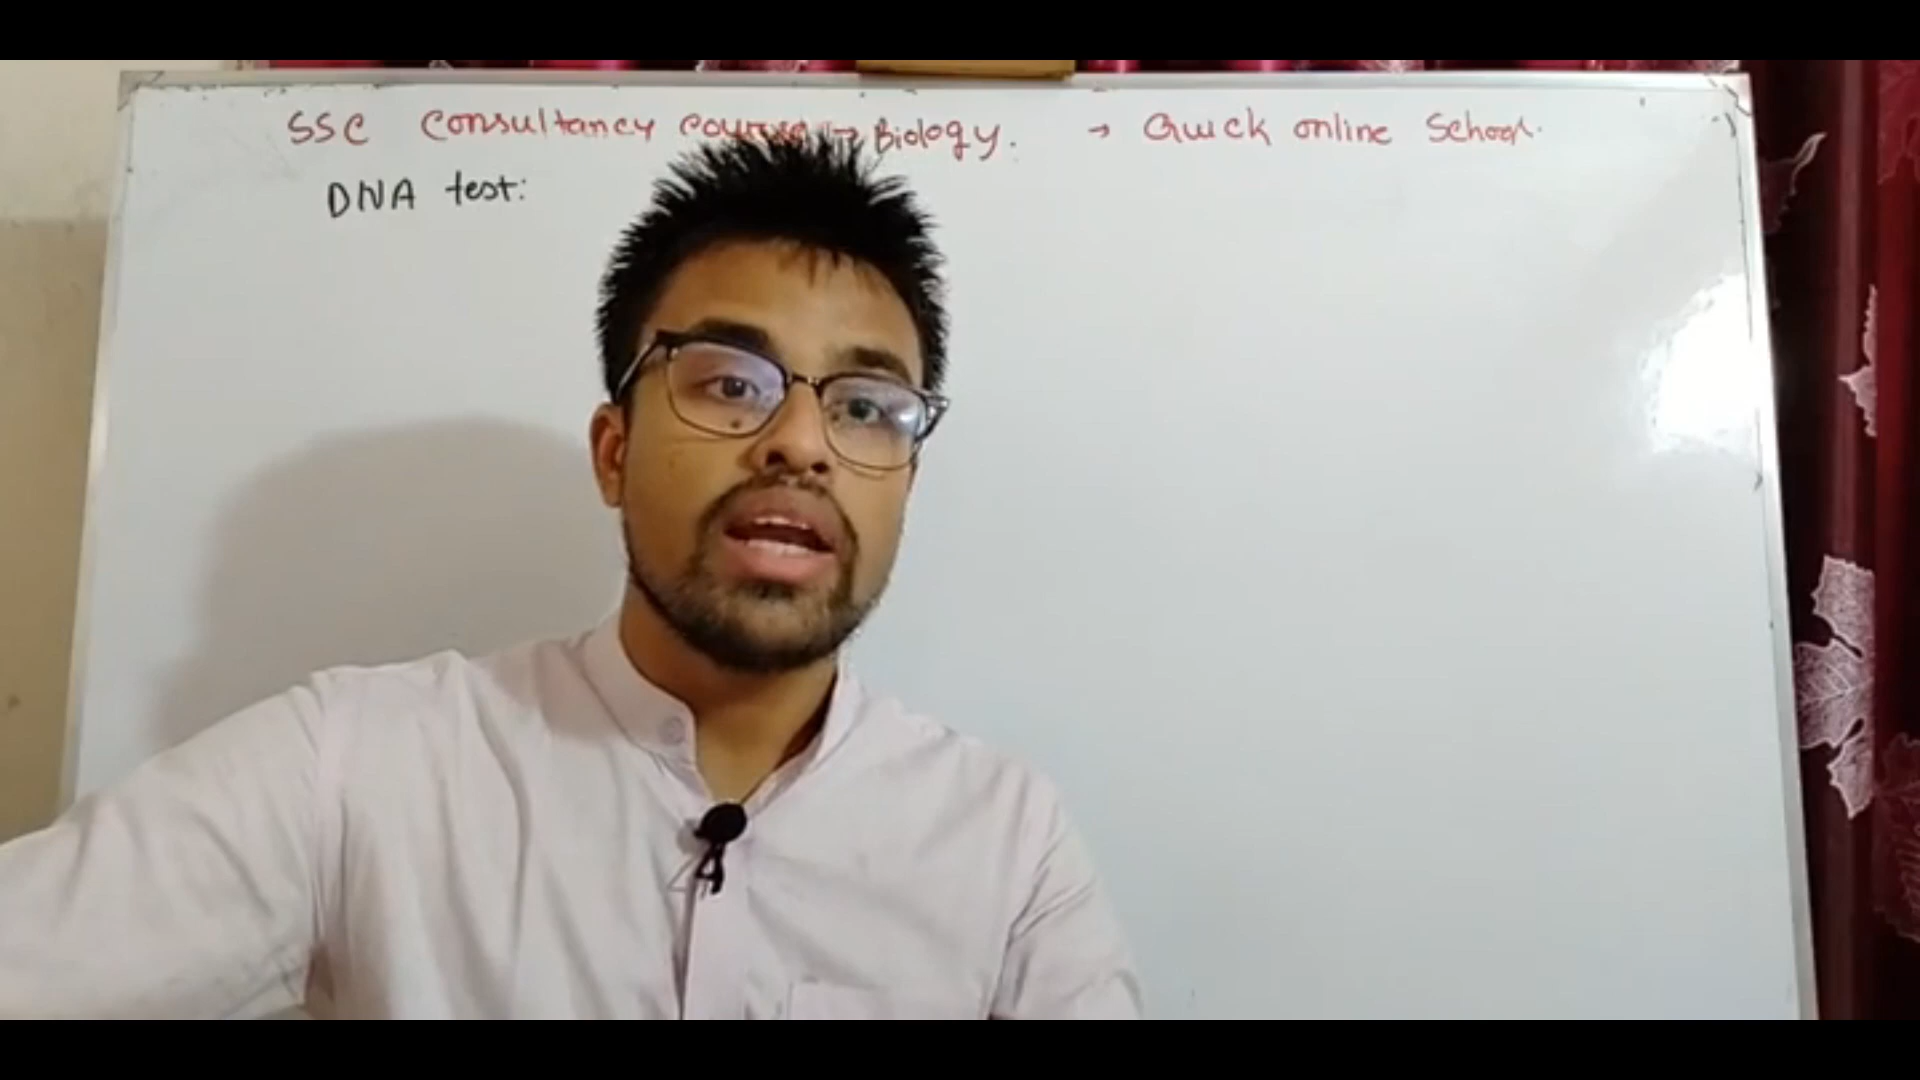 SSC Consultancy course → Biology. → Quick online School.
DNA test: